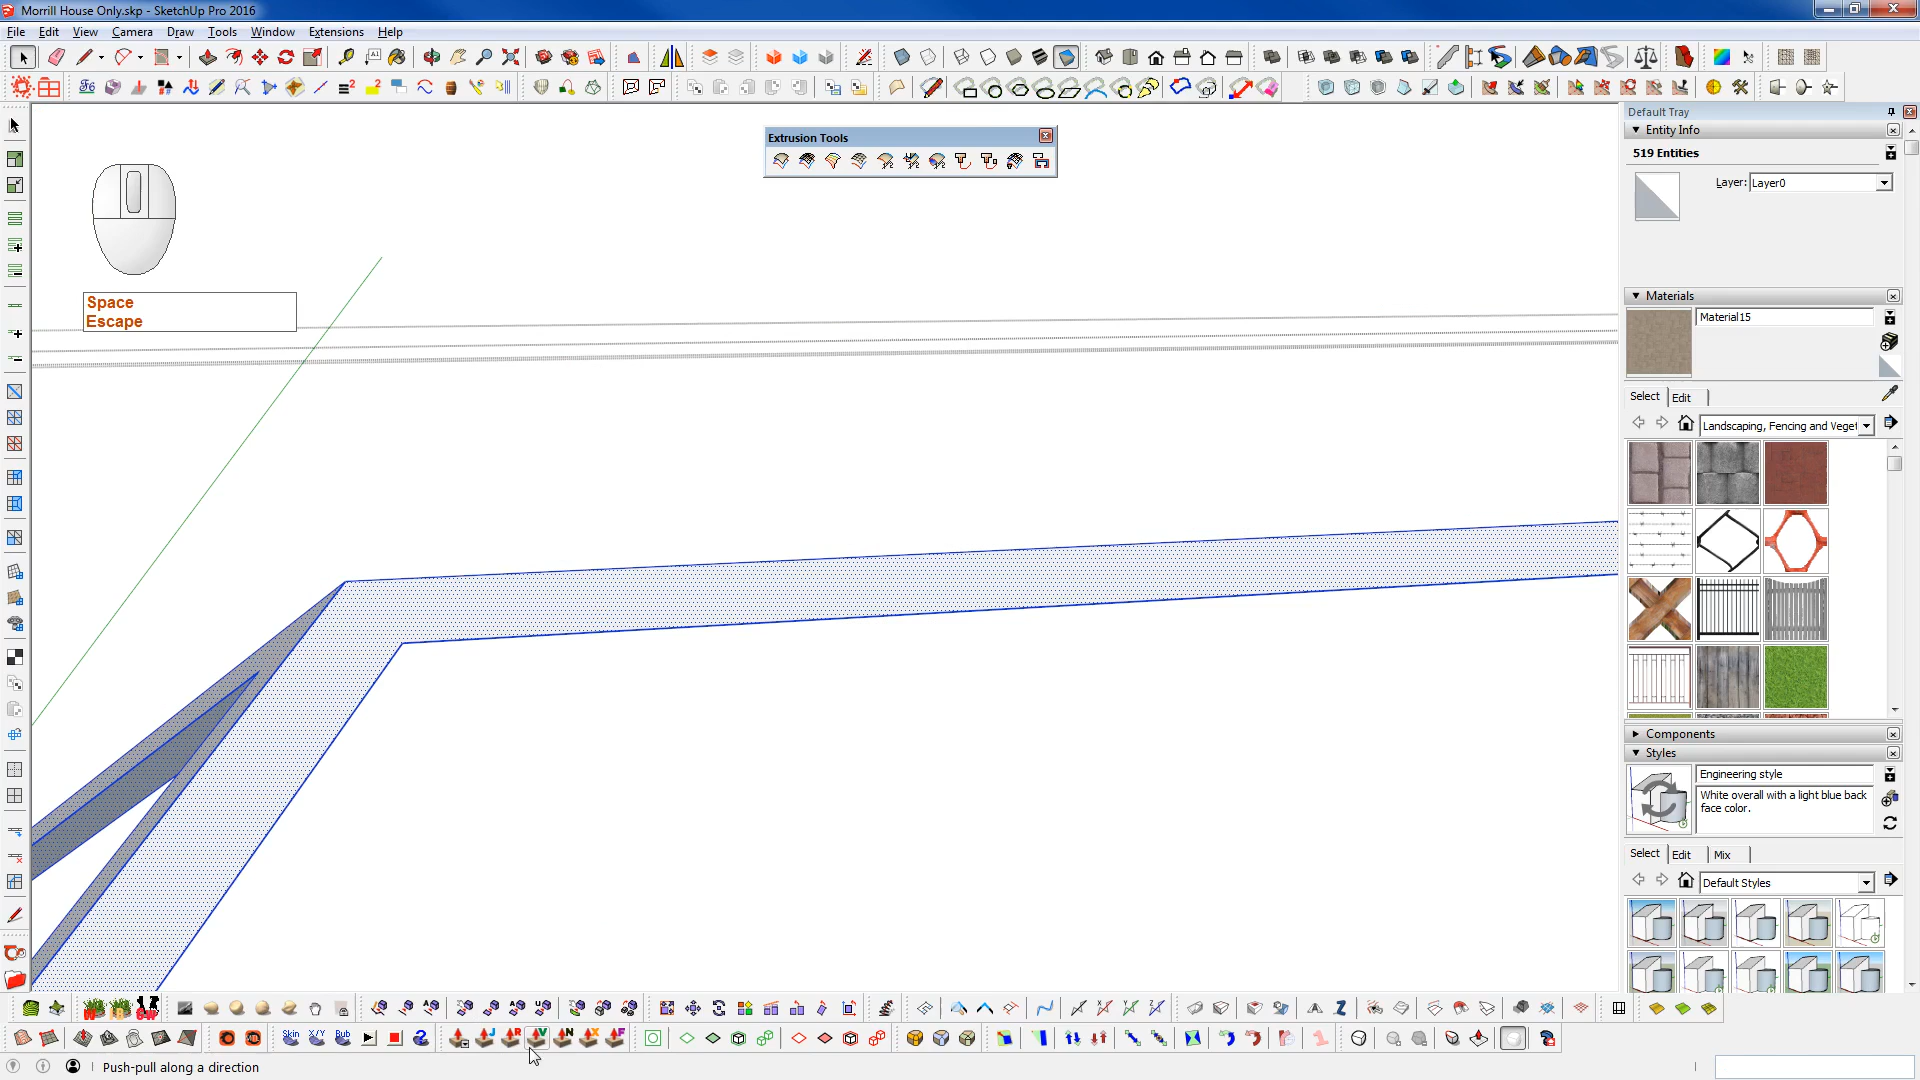 Morrill House Only.skp - SketchUp Pro 2016
File Edit View Camera Draw Tools Window Extensions Help
Extrusion Tools
Space
Escape
Default Tray
Entity Info
519 Entities
Layer: Layer0
Materials
Material15
Select Edit
Landscaping, Fencing and Veget
Components
Styles
Engineering style
White overall with a light blue back
face color.
Select Edit Mix
Default Styles
Skin X/Y Bub J R V N X F
Push-pull along a direction